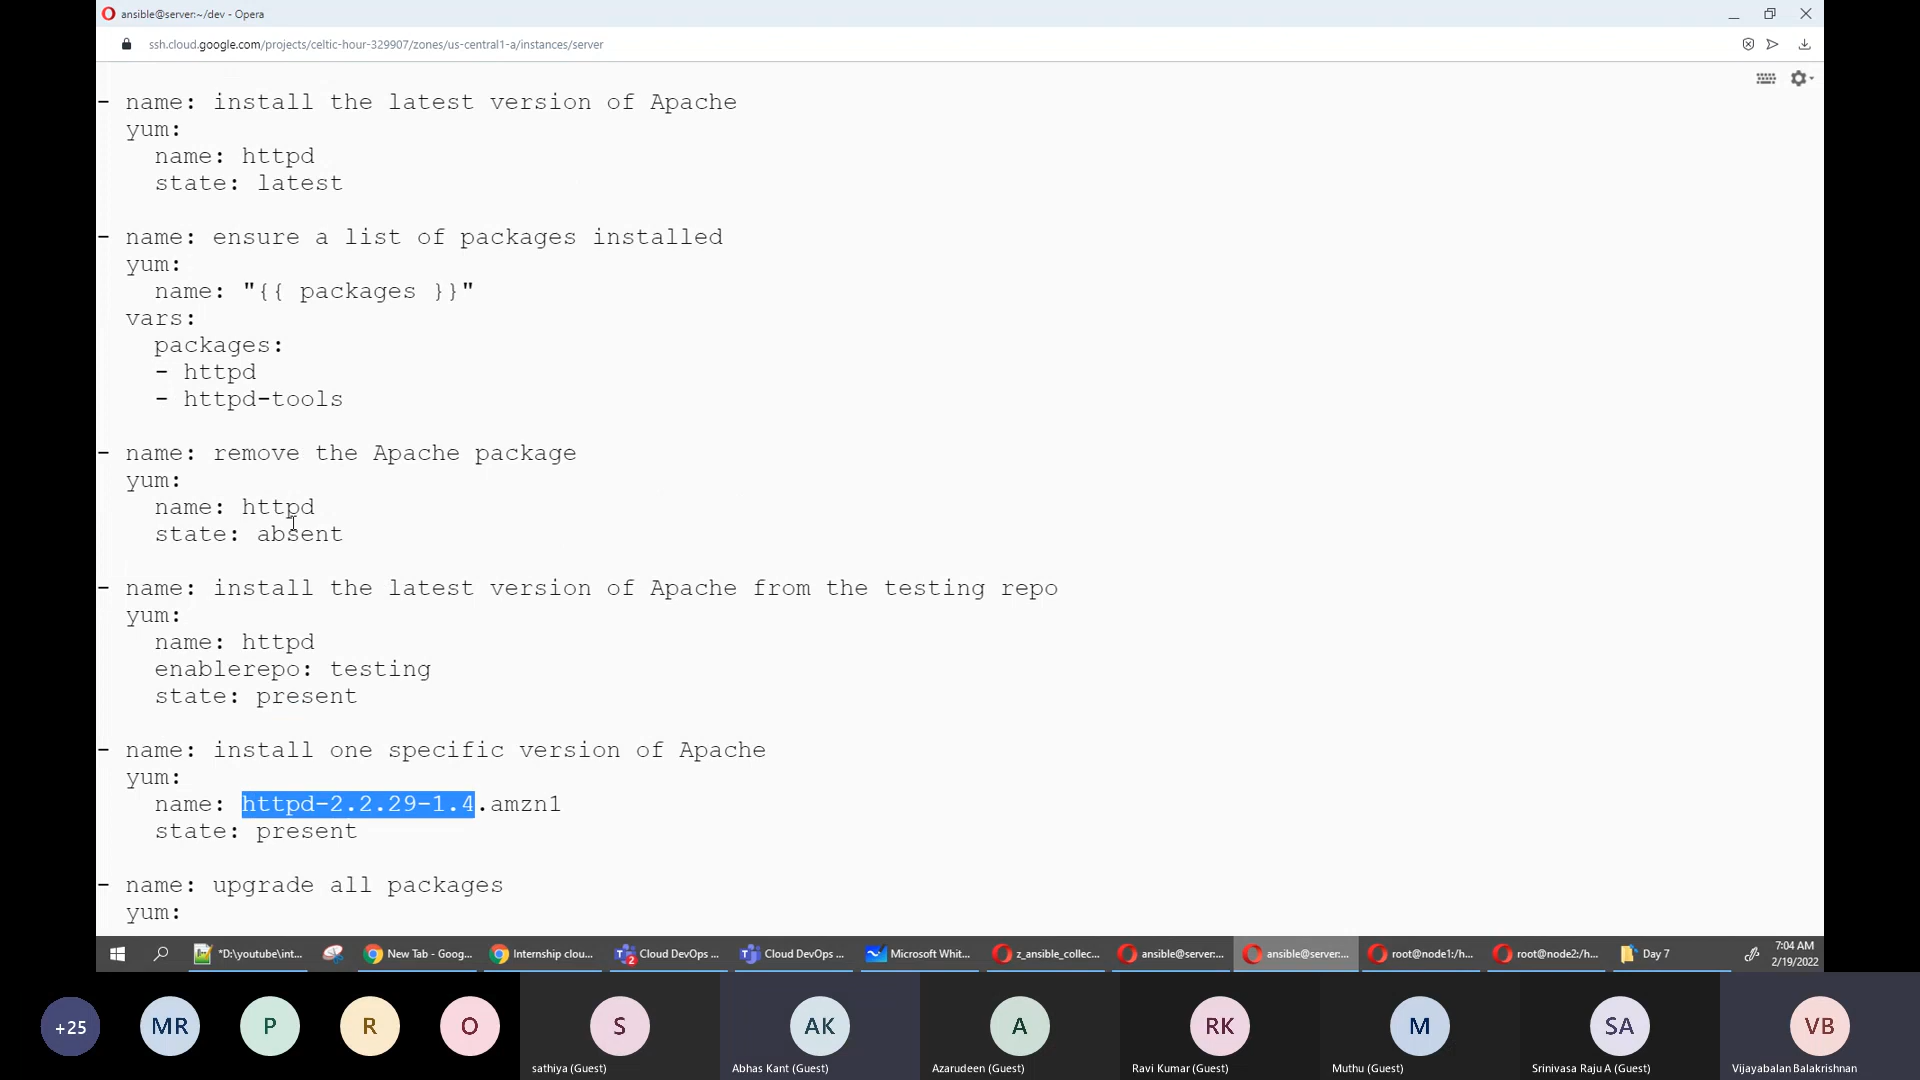 ansible@server:~/dev - Opera
ssh.cloud.google.com/projects/celtic-hour-329907/zones/us-central1-a/instances/server
- name: install the latest version of Apache
  yum:
    name: httpd
    state: latest
- name: ensure a list of packages installed
  yum:
    name: "{{ packages }}"
  vars:
    packages:
    - httpd
    - httpd-tools
- name: remove the Apache package
  yum:
    name: httpd
    state: absent
- name: install the latest version of Apache from the testing repo
  yum:
    name: httpd
    enablerepo: testing
    state: present
- name: install one specific version of Apache
  yum:
    name: httpd-2.2.29-1.4.amzn1
    state: present
- name: upgrade all packages
  yum:
*D:\youtube\int... New Tab - Goog... Internship clou... 2 Cloud DevOps ... Cloud DevOps ... Microsoft Whit... z_ansible_collec... ansible@server:... ansible@server:... root@node1:/h... root@node2:/h... Day 7 7:04 AM
2/19/2022
+25 MR P R O S AK A RK M SA VB
sathiya (Guest) Abhas Kant (Guest) Azarudeen (Guest) Ravi Kumar (Guest) Muthu (Guest) Srinivasa Raju A (Guest) Vijayabalan Balakrishnan